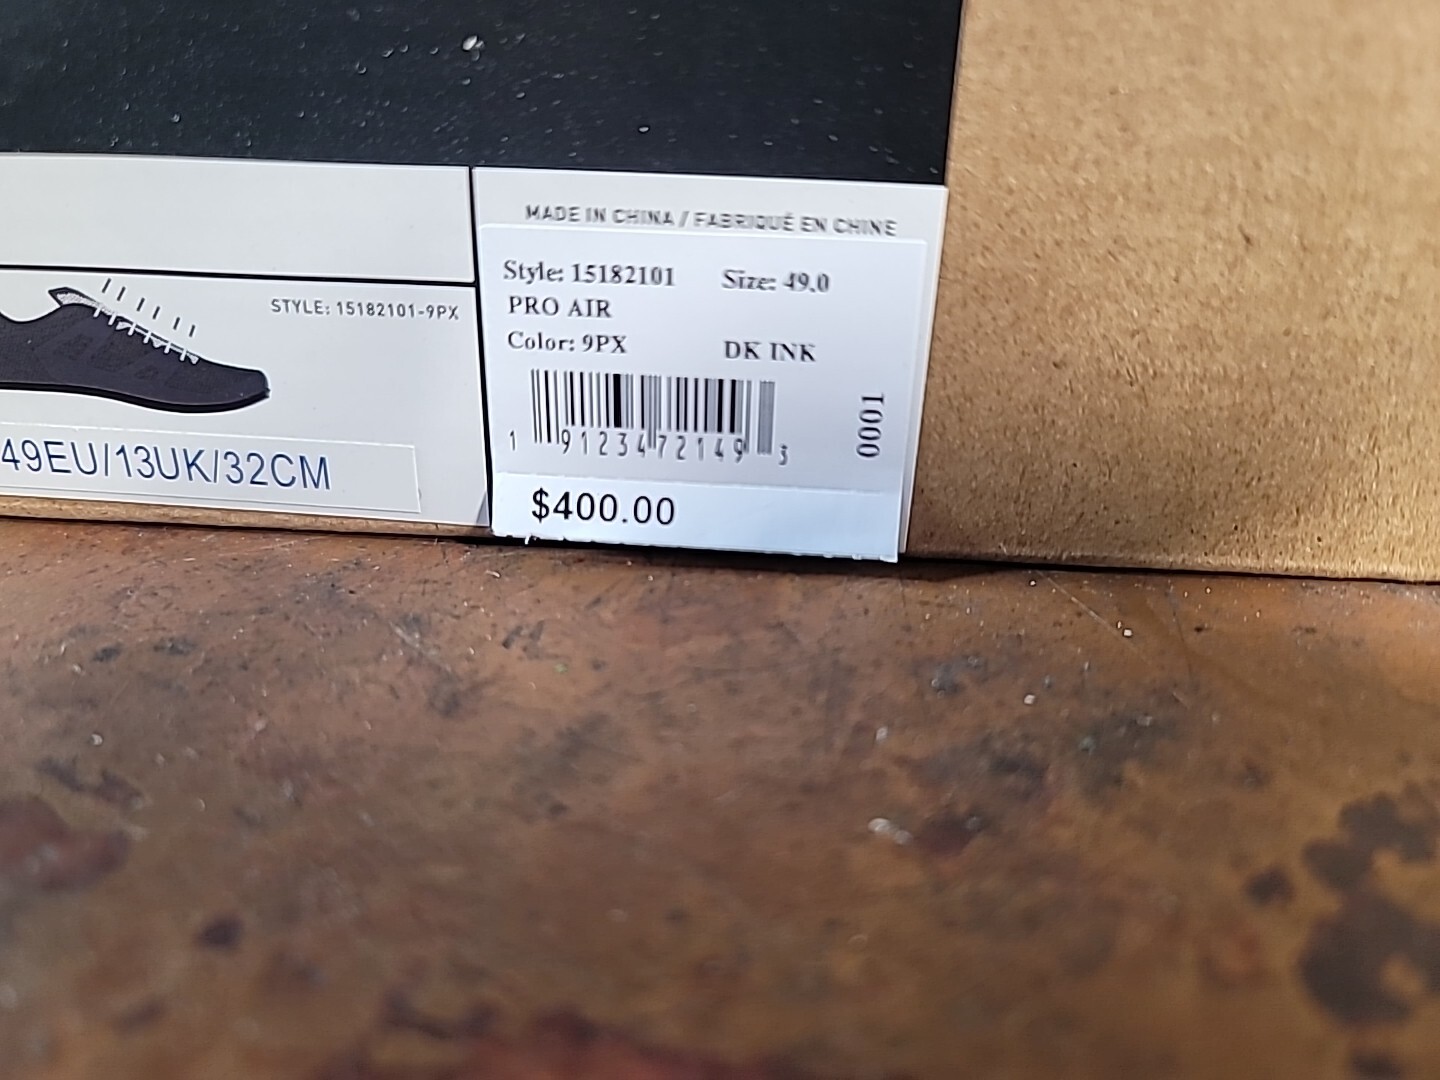 MADE IN CHINA / FABRIQUÉ EN CHINE
STYLE: 15182101-9PX
49EU/13UK/32CM
Style: 15182101 Size: 49.0
PRO AIR
Color: 9PX DK INK
1 91234 72149 3
0001
$400.00